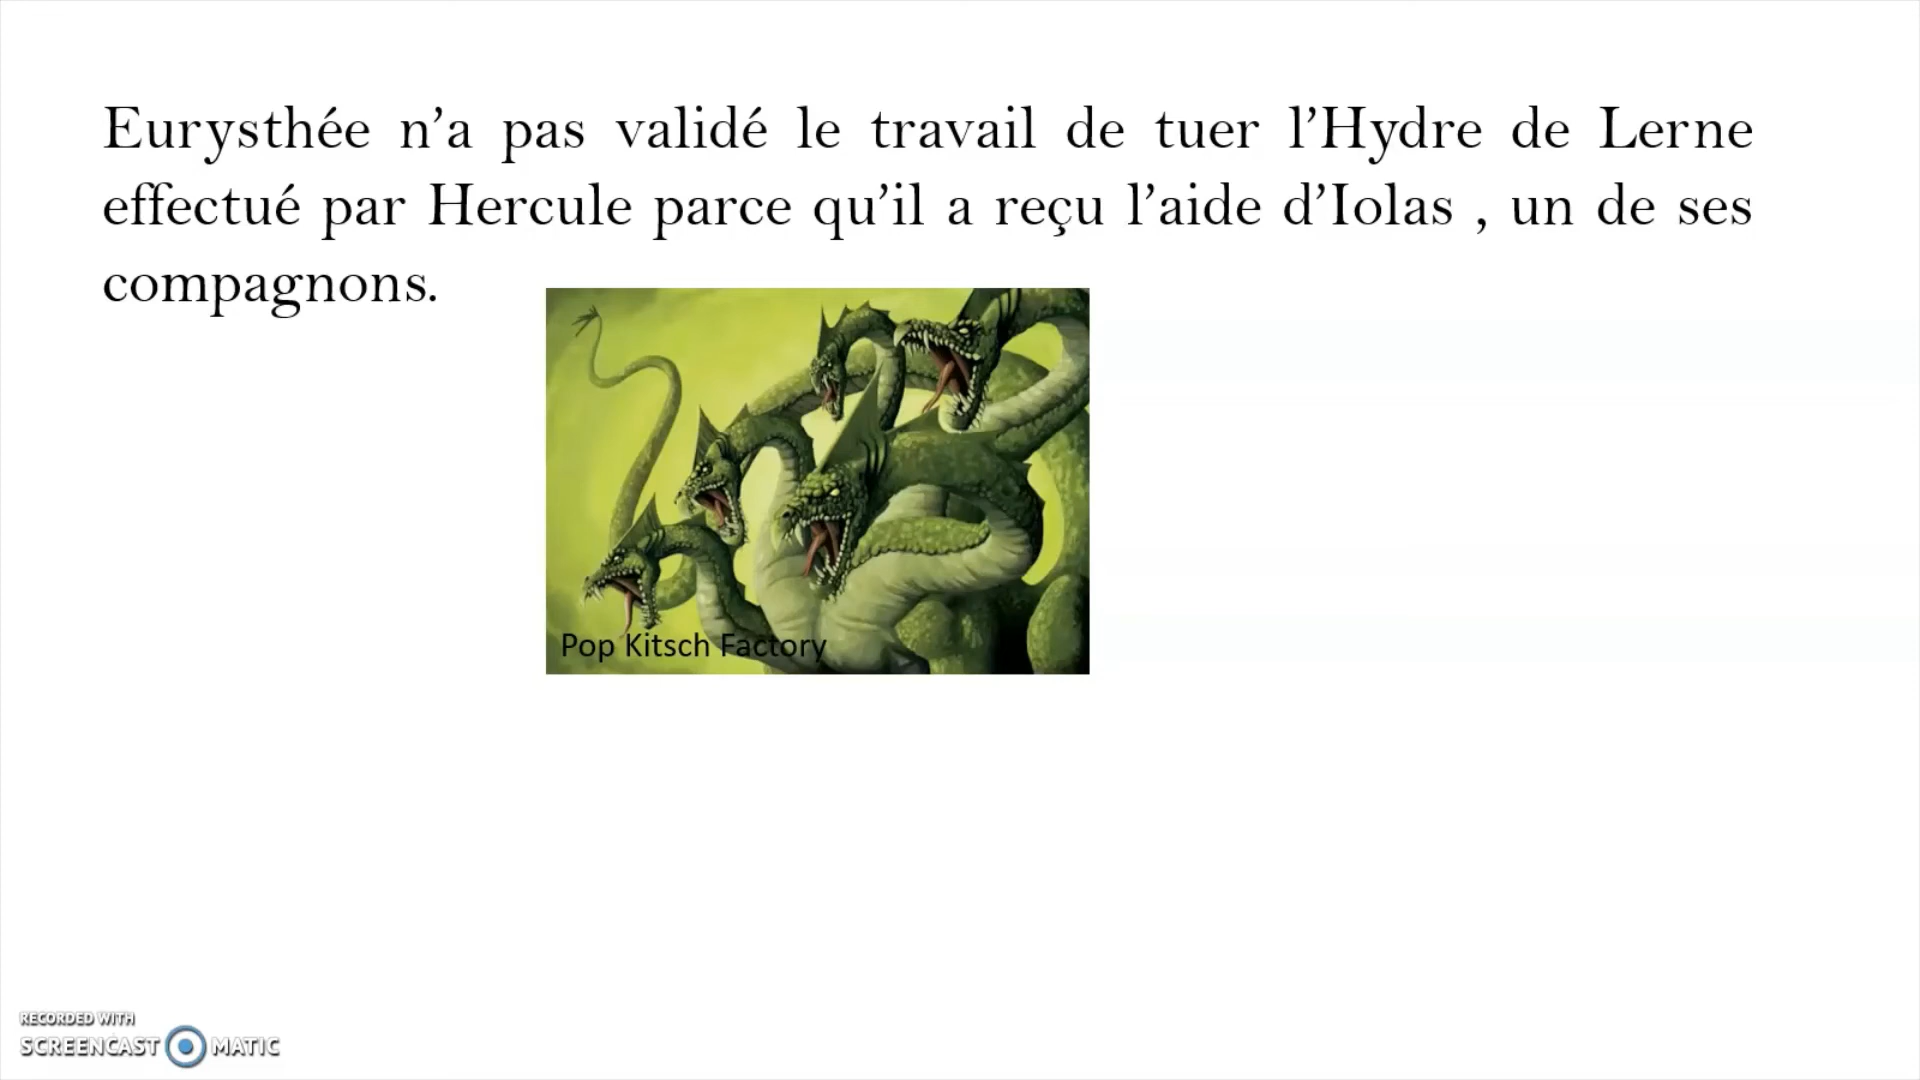 Eurysthée n’a pas validé le travail de tuer l’Hydre de Lerne
effectué par Hercule parce qu’il a reçu l’aide d’Iolas , un de ses
compagnons.
Pop Kitsch Factory
RECORDED WITH
SCREENCAST MATIC